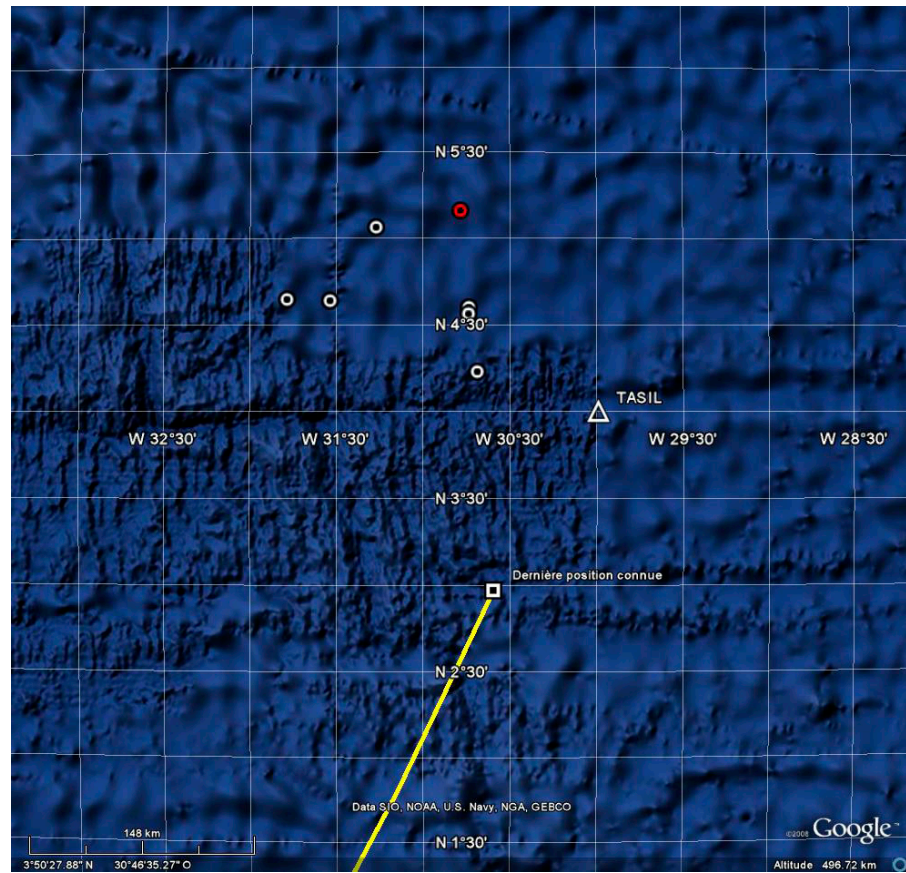 N 5°30'
N 4°30'
TASIL
W 32°30'
W 31°30'
W 30°30'
W 29°30'
W 28°30'
N 3°30'
Dernière position connue
N 2°30'
Data SIO, NOAA, U.S. Navy, NGA, GEBCO
148 km
N 1°30'
©2008 Google™
3°50'27.88" N 30°46'35.27" O
Altitude 496.72 km